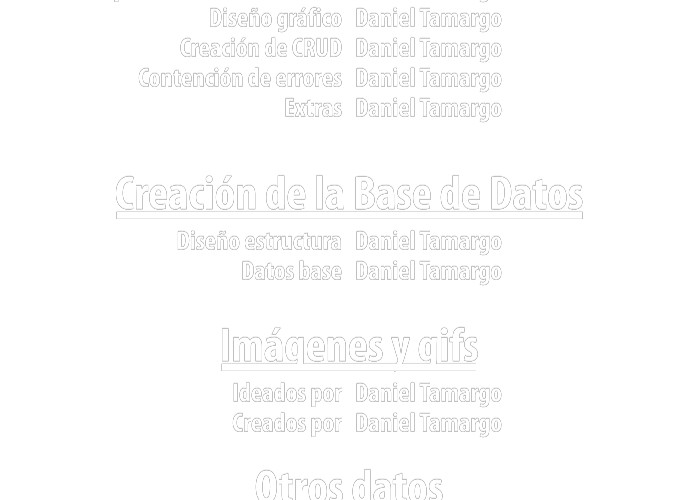 Diseño gráfico Daniel Tamargo
Creación de CRUD Daniel Tamargo
Contención de errores Daniel Tamargo
Extras Daniel Tamargo
Creación de la Base de Datos
Diseño estructura Daniel Tamargo
Datos base Daniel Tamargo
Imágenes y gifs
Ideados por Daniel Tamargo
Creados por Daniel Tamargo
Otros datos